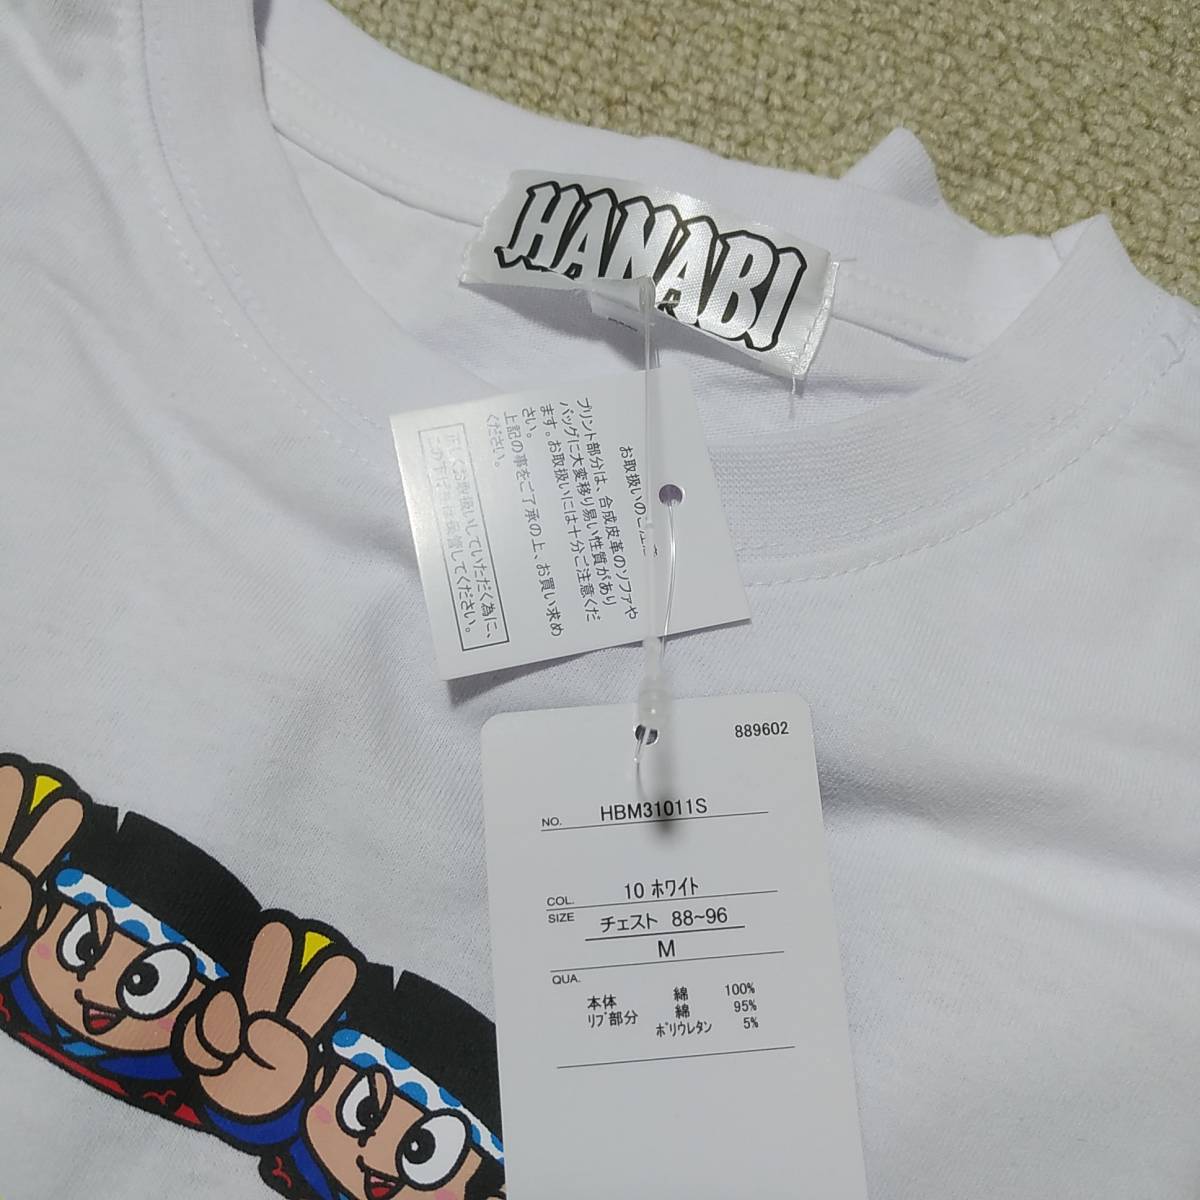 HANABI
お取扱いのご注
プリント部分は、合成皮革のソファや
バッグに大変移り易い性質があり
ます。お取扱いには十分ご注意くだ
さい。
上記の事をご了承の上、お買い求め
ください。
正しくお取扱いしていただく為に、
この下げ札は保管してください。
889602
NO. HBM31011S
COL. 10 ホワイト
SIZE チェスト 88~96
M
QUA.
本体 綿 100%
リブ部分 綿 95%
ポリウレタン 5%